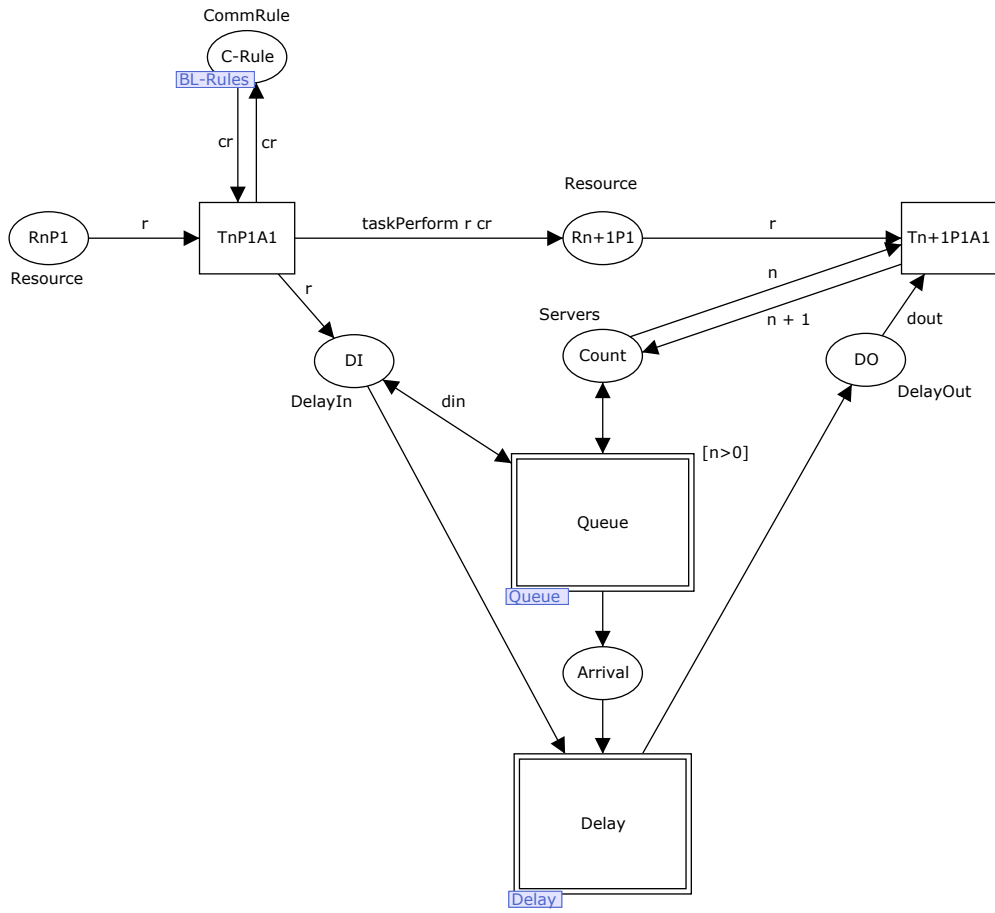 CommRule
C-Rule
BL-Rules
cr
cr
Resource
r
taskPerform r cr
r
RnP1
TnP1A1
Rn+1P1
Tn+1P1A1
Resource
n
r
Servers
n + 1
dout
Count
DI
DO
DelayIn
din
DelayOut
[n>0]
Queue
Queue
Arrival
Delay
Delay